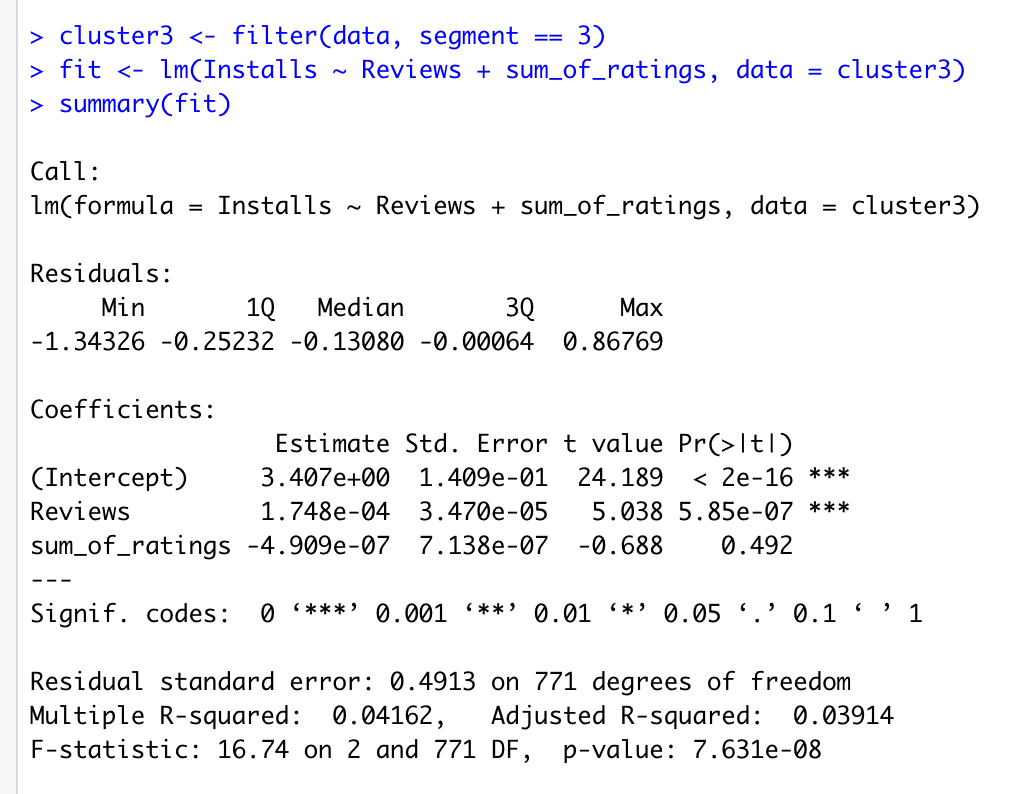 > cluster3 <- filter(data, segment == 3)
> fit <- lm(Installs ~ Reviews + sum_of_ratings, data = cluster3)
> summary(fit)

Call:
lm(formula = Installs ~ Reviews + sum_of_ratings, data = cluster3)

Residuals:
     Min       1Q   Median       3Q      Max
-1.34326 -0.25232 -0.13080 -0.00064  0.86769

Coefficients:
                 Estimate Std. Error t value Pr(>|t|)
(Intercept)     3.407e+00  1.409e-01  24.189  < 2e-16 ***
Reviews         1.748e-04  3.470e-05   5.038 5.85e-07 ***
sum_of_ratings -4.909e-07  7.138e-07  -0.688    0.492
---
Signif. codes:  0 ‘***’ 0.001 ‘**’ 0.01 ‘*’ 0.05 ‘.’ 0.1 ‘ ’ 1

Residual standard error: 0.4913 on 771 degrees of freedom
Multiple R-squared:  0.04162,   Adjusted R-squared:  0.03914
F-statistic: 16.74 on 2 and 771 DF,  p-value: 7.631e-08